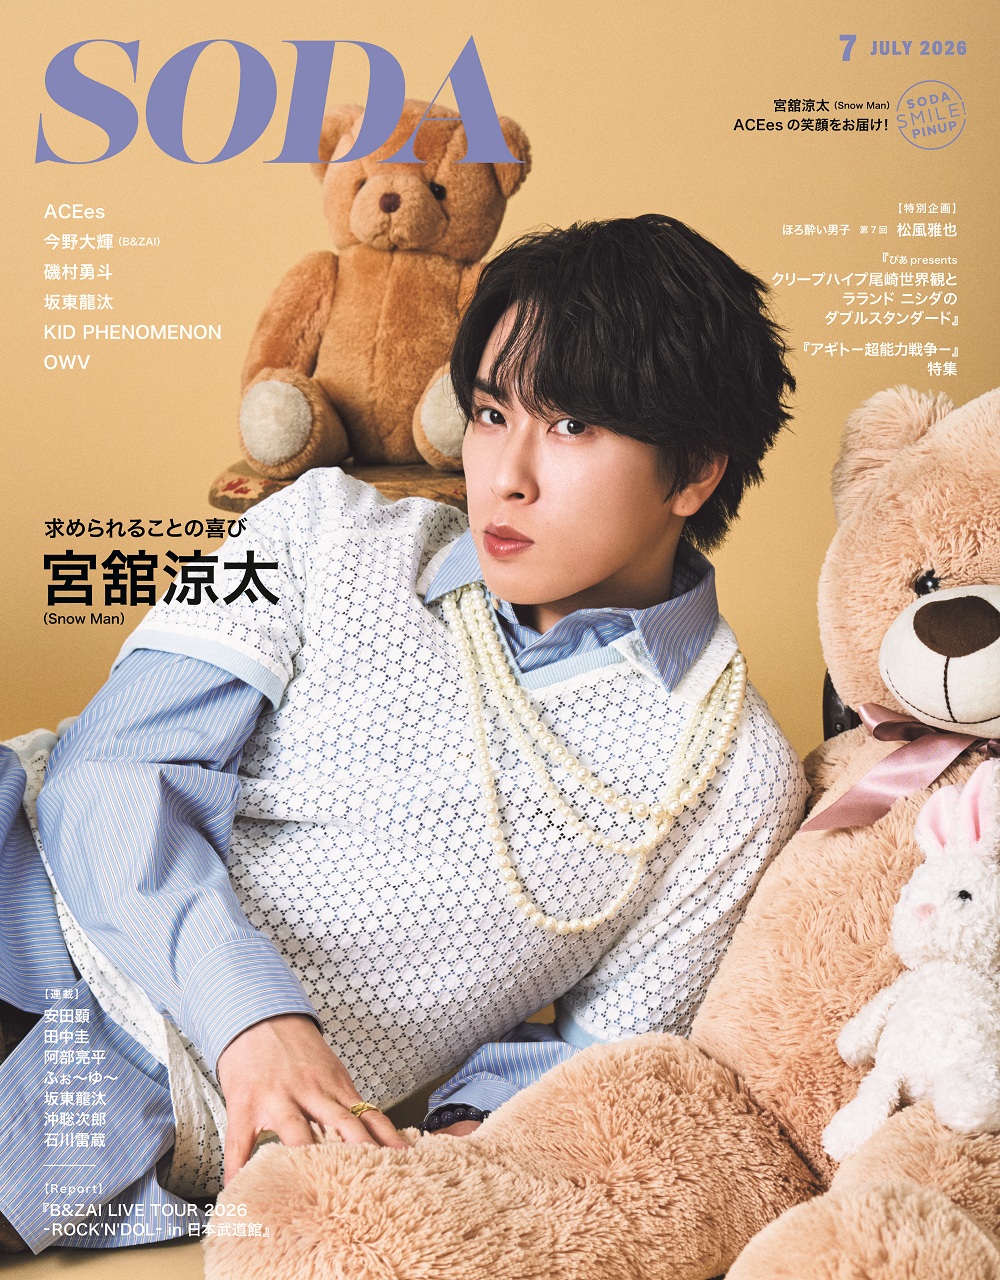 SODA
7 JULY 2026
宮舘涼太 (Snow Man)
ACEesの笑顔をお届け!
SODA
SMILE!
PINUP
ACEes
今野大輝 (B&ZAI)
磯村勇斗
坂東龍汰
KID PHENOMENON
OWV
【特別企画】
ほろ酔い男子 第7回 松風雅也
『ぴあ presents
クリープハイプ尾崎世界観と
ラランド ニシダの
ダブルスタンダード』
『アギトー超能力戦争ー』
特集
求められることの喜び
宮舘涼太
(Snow Man)
【連載】
安田顕
田中圭
阿部亮平
ふぉ〜ゆ〜
坂東龍汰
沖聡次郎
石川雷蔵
【Report】
『B&ZAI LIVE TOUR 2026
-ROCK'N'DOL- in 日本武道館』